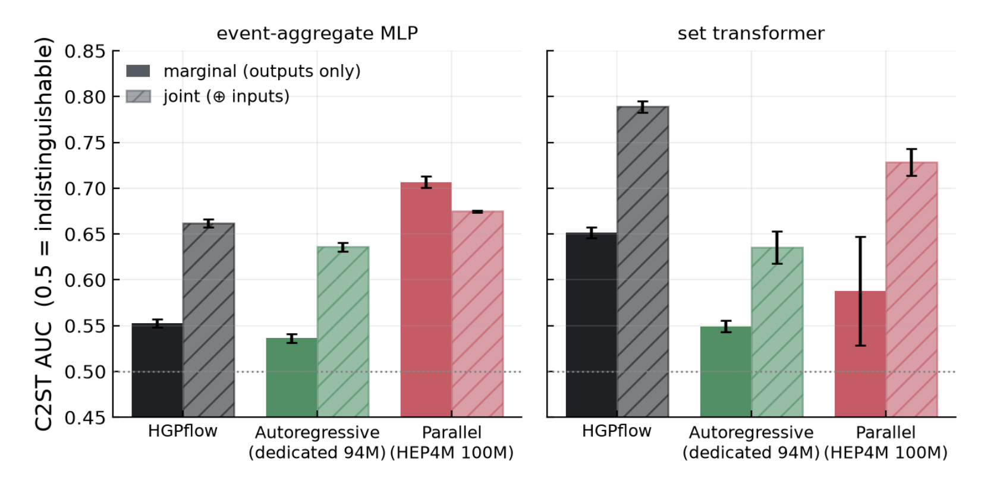 event-aggregate MLP
set transformer
C2ST AUC (0.5 = indistinguishable)
0.85
0.80
0.75
0.70
0.65
0.60
0.55
0.50
0.45
marginal (outputs only)
joint (⊕ inputs)
HGPflow
Autoregressive
(dedicated 94M)
Parallel
(HEP4M 100M)
HGPflow
Autoregressive
(dedicated 94M)
Parallel
(HEP4M 100M)